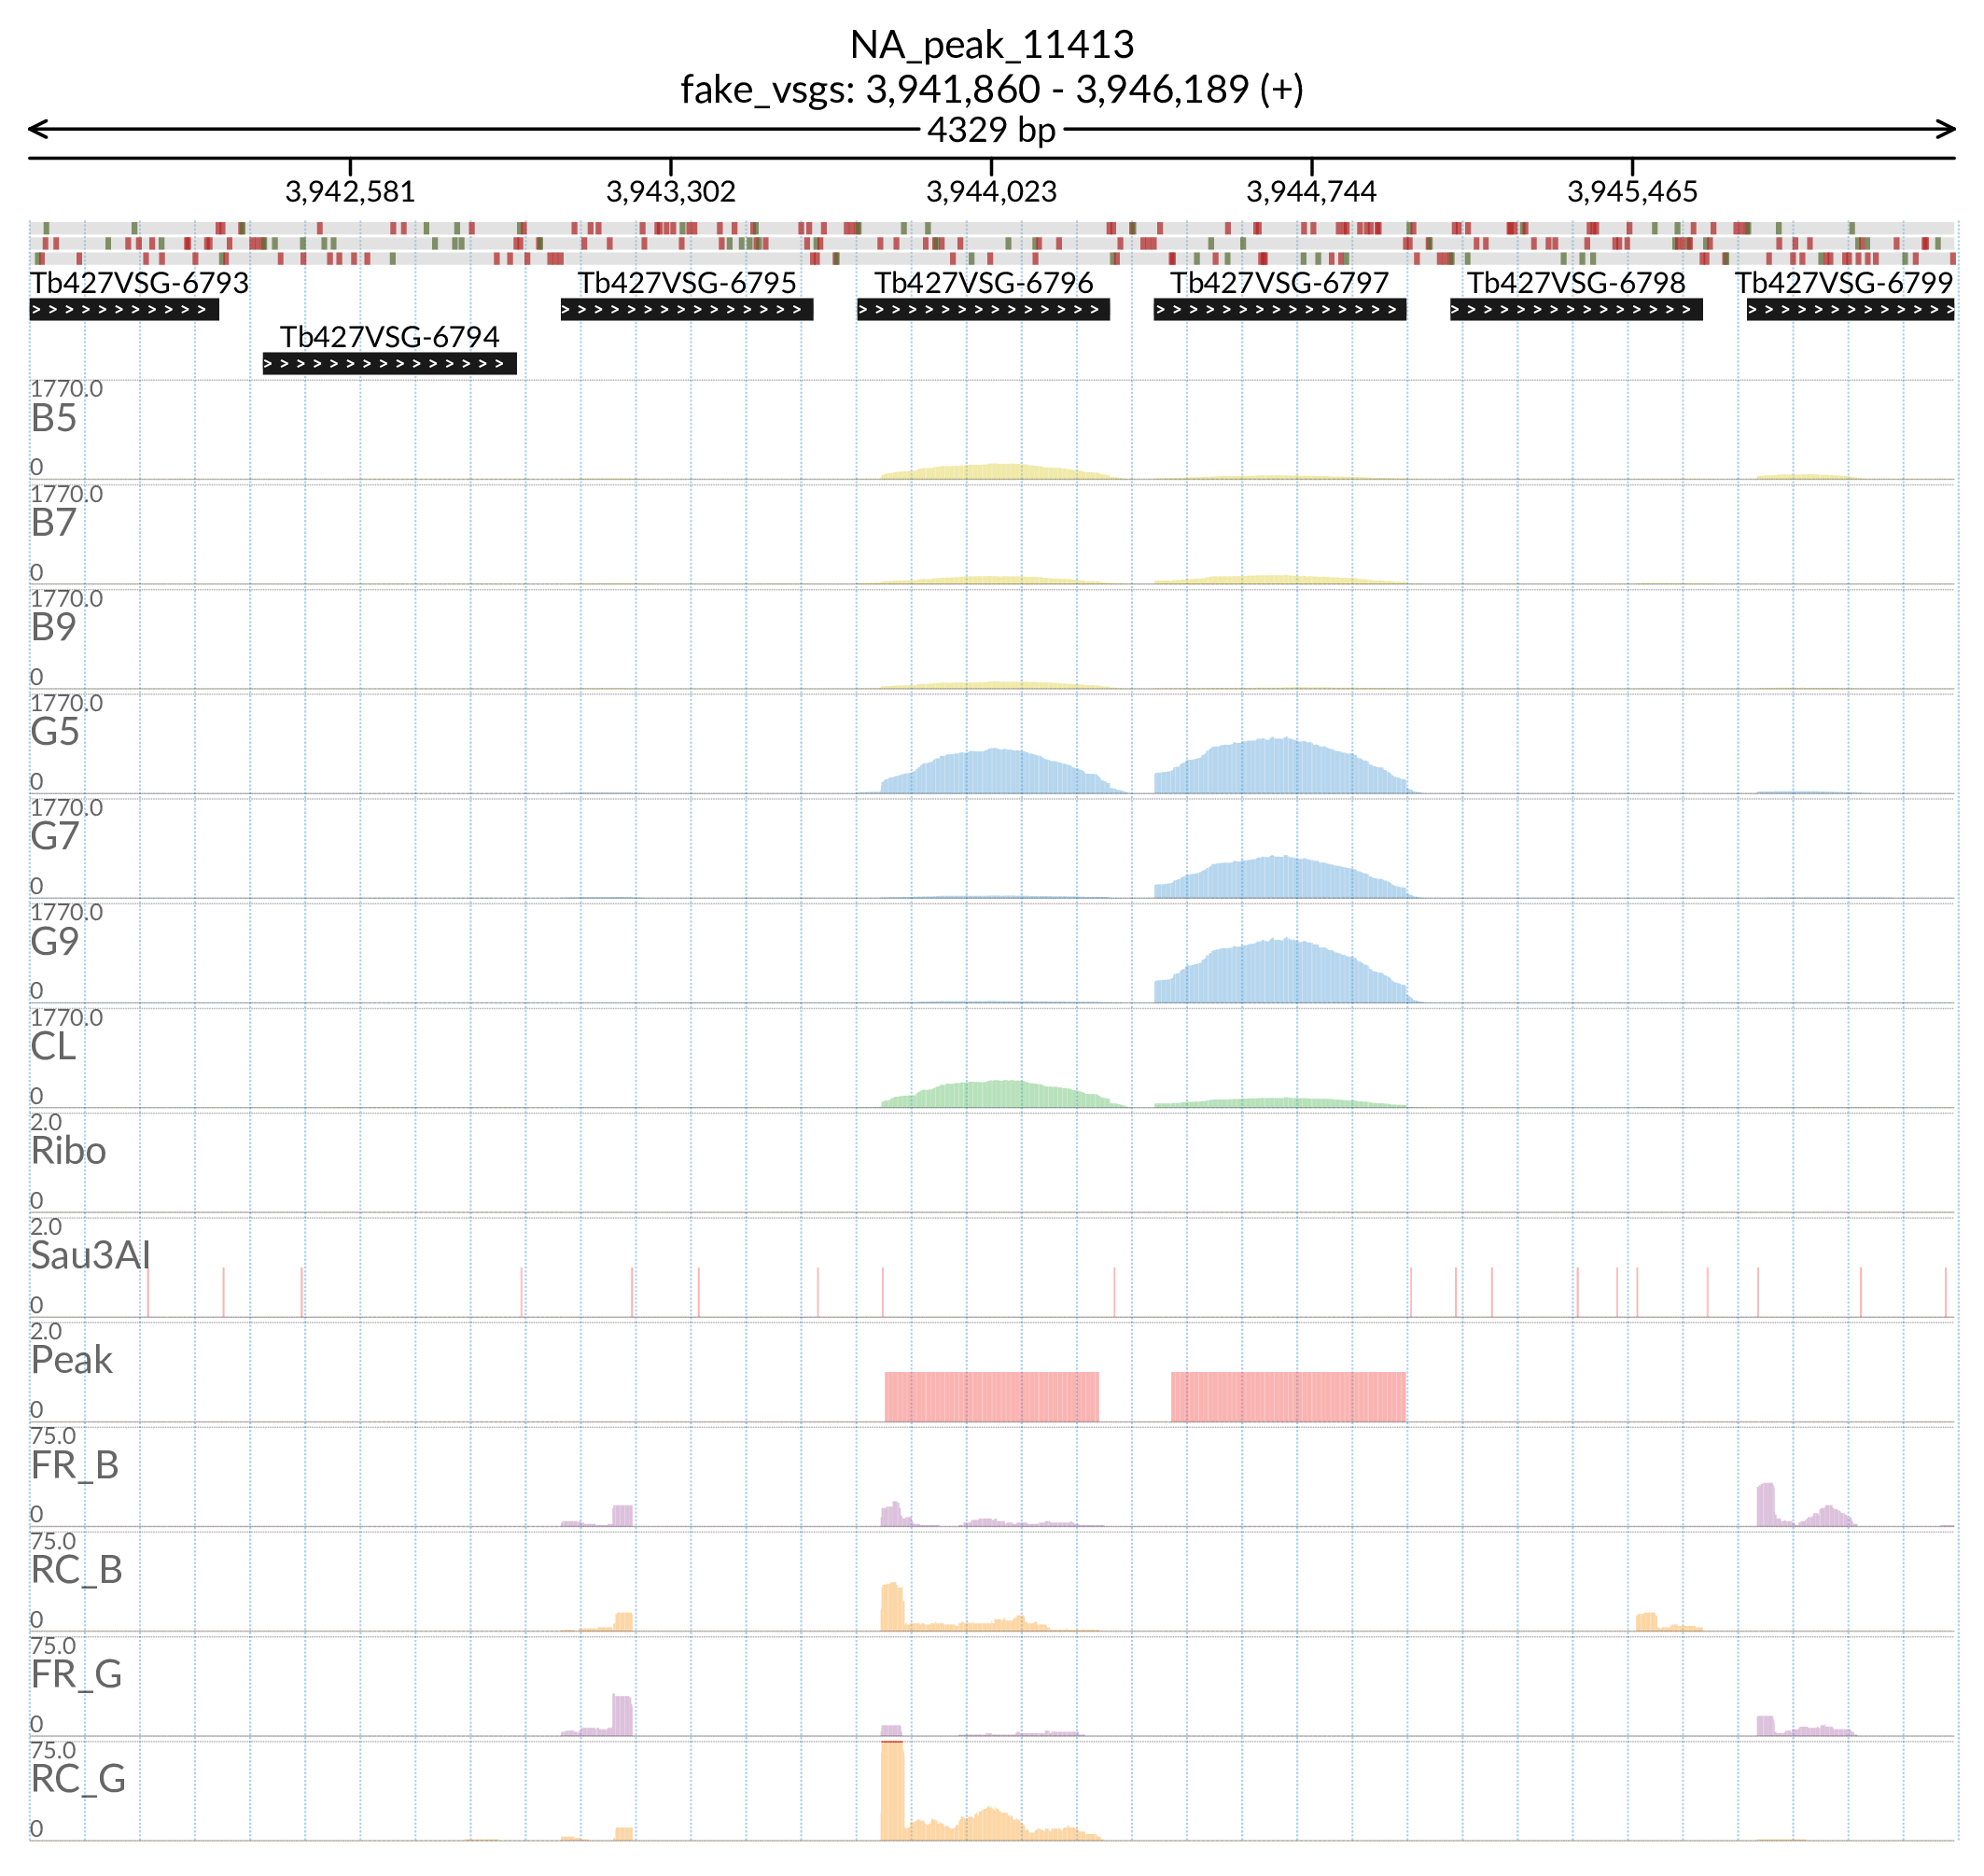 NA_peak_11413
fake_vsgs: 3,941,860 - 3,946,189 (+)
4329 bp
3,942,581 3,943,302 3,944,023 3,944,744 3,945,465
Tb427VSG-6793 Tb427VSG-6795 Tb427VSG-6796 Tb427VSG-6797 Tb427VSG-6798 Tb427VSG-6799
Tb427VSG-6794
1770.0
B5
0
1770.0
B7
0
1770.0
B9
0
1770.0
G5
0
1770.0
G7
0
1770.0
G9
0
1770.0
CL
0
2.0
Ribo
0
2.0
Sau3AI
0
2.0
Peak
0
75.0
FR_B
0
75.0
RC_B
0
75.0
FR_G
0
75.0
RC_G
0